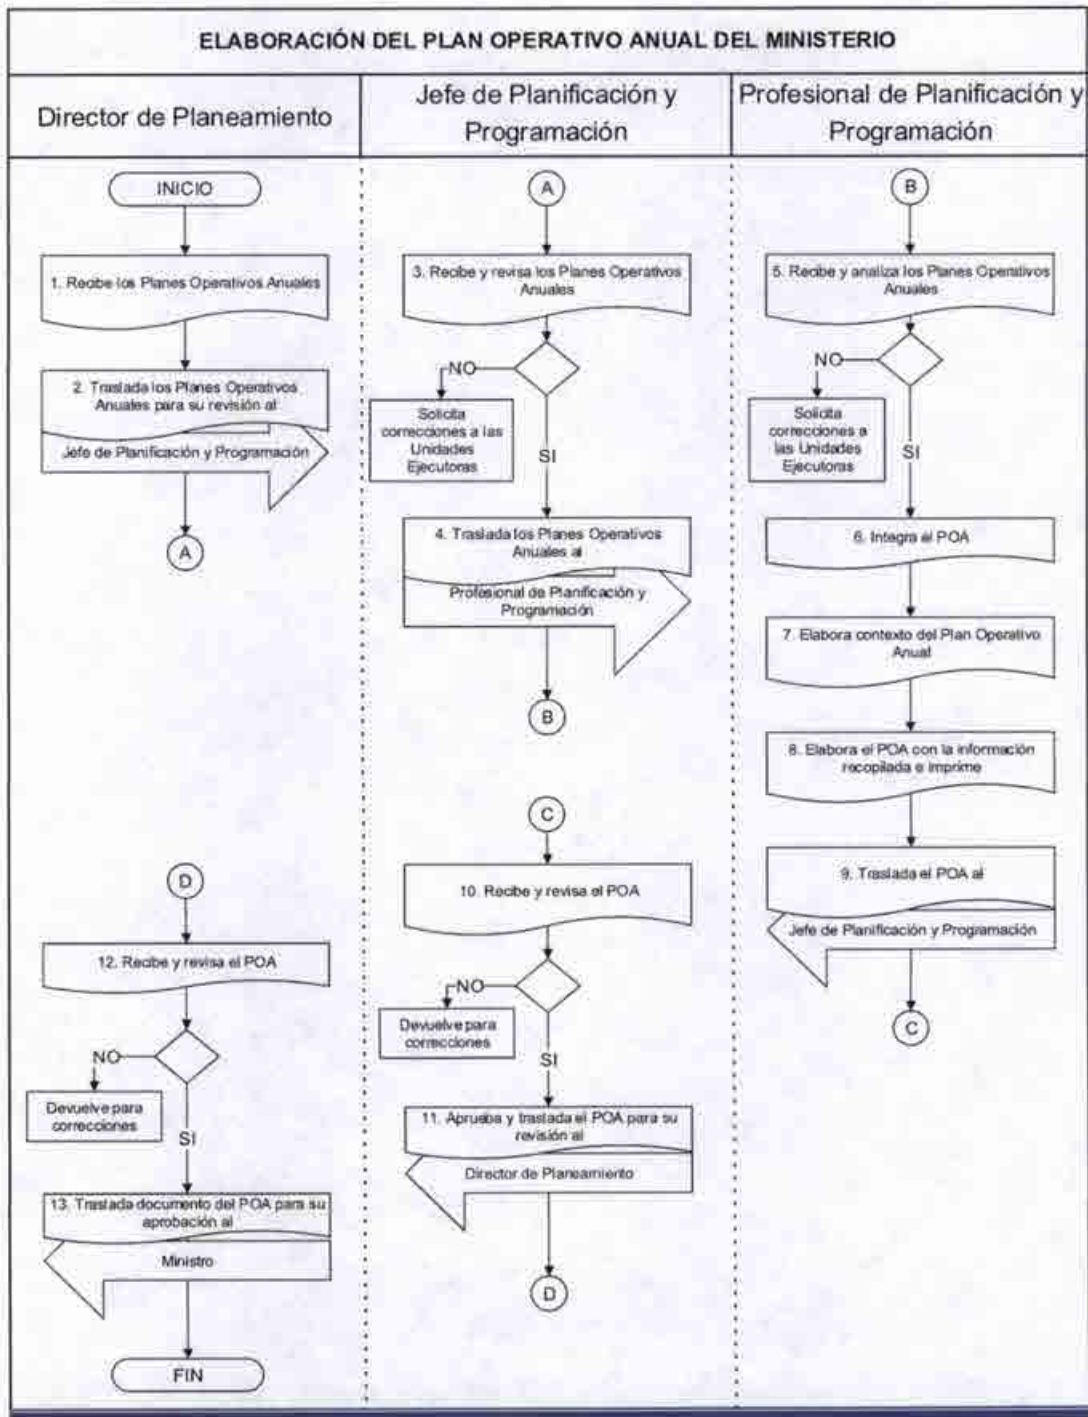 ELABORACIÓN DEL PLAN OPERATIVO ANUAL DEL MINISTERIO
Director de Planeamiento
Jefe de Planificación y
Programación
Profesional de Planificación y
Programación
INICIO
1. Recibe los Planes Operativos Anuales
2. Traslada los Planes Operativos
Anuales para su revisión al
Jefe de Planificación y Programación
A
A
3. Recibe y revisa los Planes Operativos
Anuales
NO
Solicita
correcciones a las
Unidades
Ejecutoras
SI
4. Traslada los Planes Operativos
Anuales al
Profesional de Planificación y
Programación
B
B
5. Recibe y analiza los Planes Operativos
Anuales
NO
Solicita
correcciones a
las Unidades
Ejecutoras
SI
6. Integra el POA
7. Elabora contexto del Plan Operativo
Anual
8. Elabora el POA con la información
recopilada e imprime
9. Traslada el POA al
Jefe de Planificación y Programación
C
C
10. Recibe y revisa el POA
NO
Devuelve para
correcciones
SI
11. Aprueba y traslada el POA para su
revisión al
Director de Planeamiento
D
D
12. Recibe y revisa el POA
NO
Devuelve para
correcciones
SI
13. Traslada documento del POA para su
aprobación al
Ministro
FIN